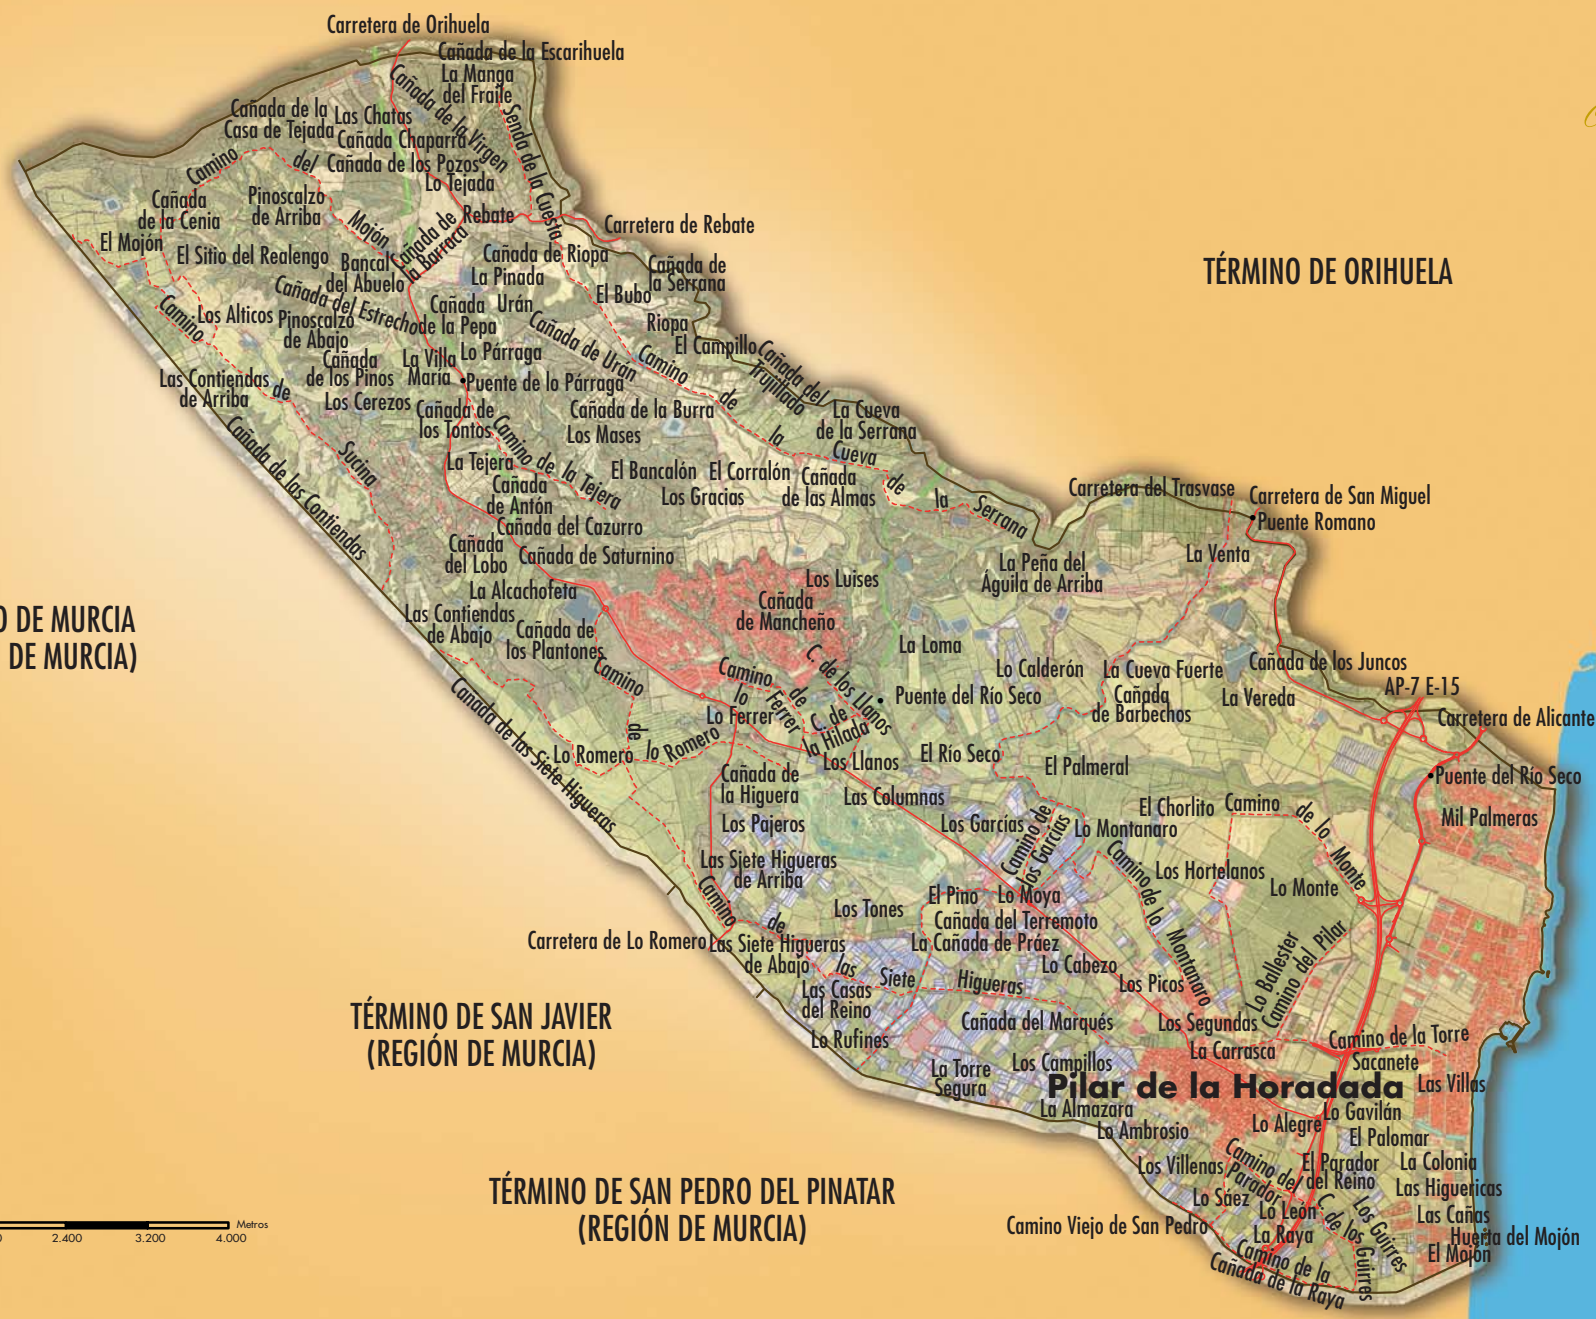 Carretera de Orihuela
Cañada de la Escarihuela
La Manga
del Fraile
Cañada de la Virgen
Senda de la Cuesta
Cañada de la
Casa de Tejada
Las Chatas
Cañada Chaparra
Cañada de los Pozos
Lo Tejada
Camino
del
Mojón
Cañada
de la Cenia
Pinoscalzo
de Arriba
Rebate
Cañada de
la Barraca
Carretera de Rebate
El Mojón
El Sitio del Realengo
Bancal
del Abuelo
Cañada de Riopa
La Pinada
Cañada de
la Serrana
TÉRMINO DE ORIHUELA
Cañada del Estrecho
El Bubo
Camino
de
Sucina
Los Alticos
Pinoscalzo
de Abajo
Cañada
de la Pepa
Urán
Riopa
Cañada de Urán
El Campillo
Cañada del
Trujillado
Cañada
de los Pinos
La Villa
María
Lo Párraga
Camino
de
la
Cueva
de
la
Serrana
Las Contiendas
de Arriba
Puente de lo Párraga
Los Cerezos
Cañada de
los Tontos
Cañada de la Burra
Los Mases
La Cueva
de la Serrana
Cañada de las Contiendas
La Tejera
Camino de la Tejera
El Bancalón
El Corralón
Cañada
de las Almas
Los Gracias
Cañada
de Antón
Carretera del Trasvase
Carretera de San Miguel
Puente Romano
Cañada del Cazurro
Cañada
del Lobo
Cañada de Saturnino
La Venta
La Peña del
Águila de Arriba
La Alcachofeta
Los Luises
Cañada
de Mancheño
Las Contiendas
de Abajo
Cañada de
los Plantones
O DE MURCIA
DE MURCIA)
La Loma
Lo Calderón
La Cueva Fuerte
Cañada de los Juncos
Camino
de
lo Romero
Camino
de
lo
Ferrer
C. de los Llanos
Cañada de las Siete Higueras
AP-7 E-15
Puente del Río Seco
Cañada
de Barbechos
La Vereda
Carretera de Alicante
Lo Ferrer
C. de
la Hilada
Lo Romero
Los Llanos
El Río Seco
El Palmeral
Puente del Río Seco
Cañada de
la Higuera
Las Columnas
El Chorlito
Camino
de lo
Monte
Mil Palmeras
Los Pajeros
Los Garcías
Camino de
los Garcías
Lo Montanaro
Camino de lo
Montanaro
Las Siete Higueras
de Arriba
Los Hortelanos
Lo Monte
El Pino
Lo Moya
Los Tones
Cañada del Terremoto
La Cañada de Práez
Camino
de
las
Siete
Higueras
Carretera de Lo Romero
Las Siete Higueras
de Abajo
Lo Cabezo
Lo Ballester
Camino del Pilar
Los Picos
Las Casas
del Reino
TÉRMINO DE SAN JAVIER
(REGIÓN DE MURCIA)
Cañada del Marqués
Los Segundas
Lo Rufines
Camino de la Torre
La Carrasca
Sacanete
La Torre
Segura
Los Campillos
Pilar de la Horadada
Las Villas
La Almazara
Lo Ambrosio
Lo Alegre
Lo Gavilán
El Palomar
Los Villenas
Camino del
Parador
El Parador
del Reino
La Colonia
Las Higuericas
TÉRMINO DE SAN PEDRO DEL PINATAR
(REGIÓN DE MURCIA)
Lo Sáez
Lo León
C. de los Guirres
Los Guirres
Las Cañas
Camino Viejo de San Pedro
La Raya
Huerta del Mojón
El Mojón
Camino de la
Cañada de la Raya
Metros
2.400
3.200
4.000